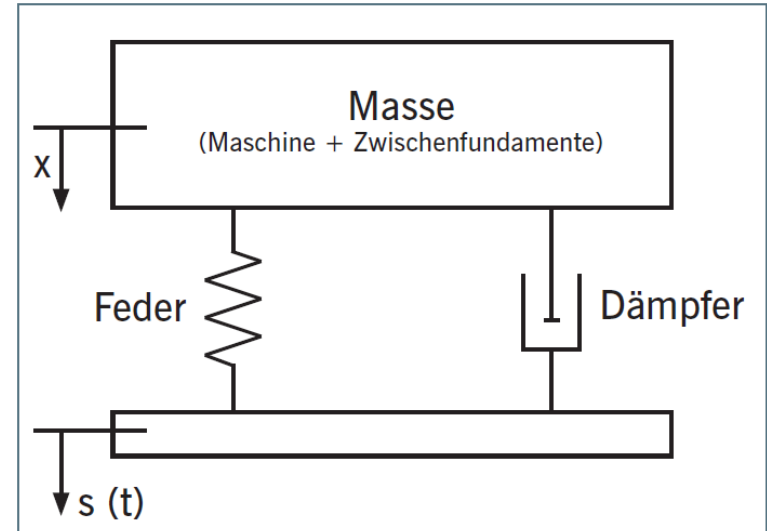 Masse
(Maschine + Zwischenfundamente)
x
Feder
Dämpfer
s (t)